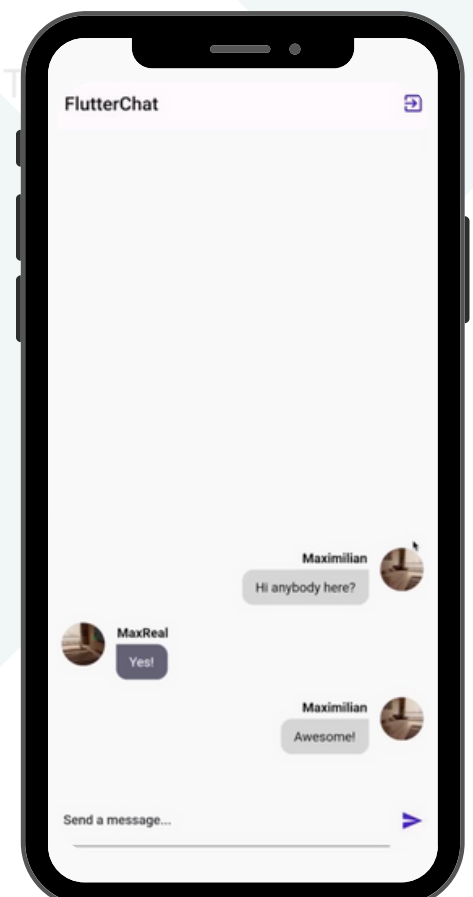 T
FlutterChat
Maximilian
Hi anybody here?
MaxReal
Yes!
Maximilian
Awesome!
Send a message...